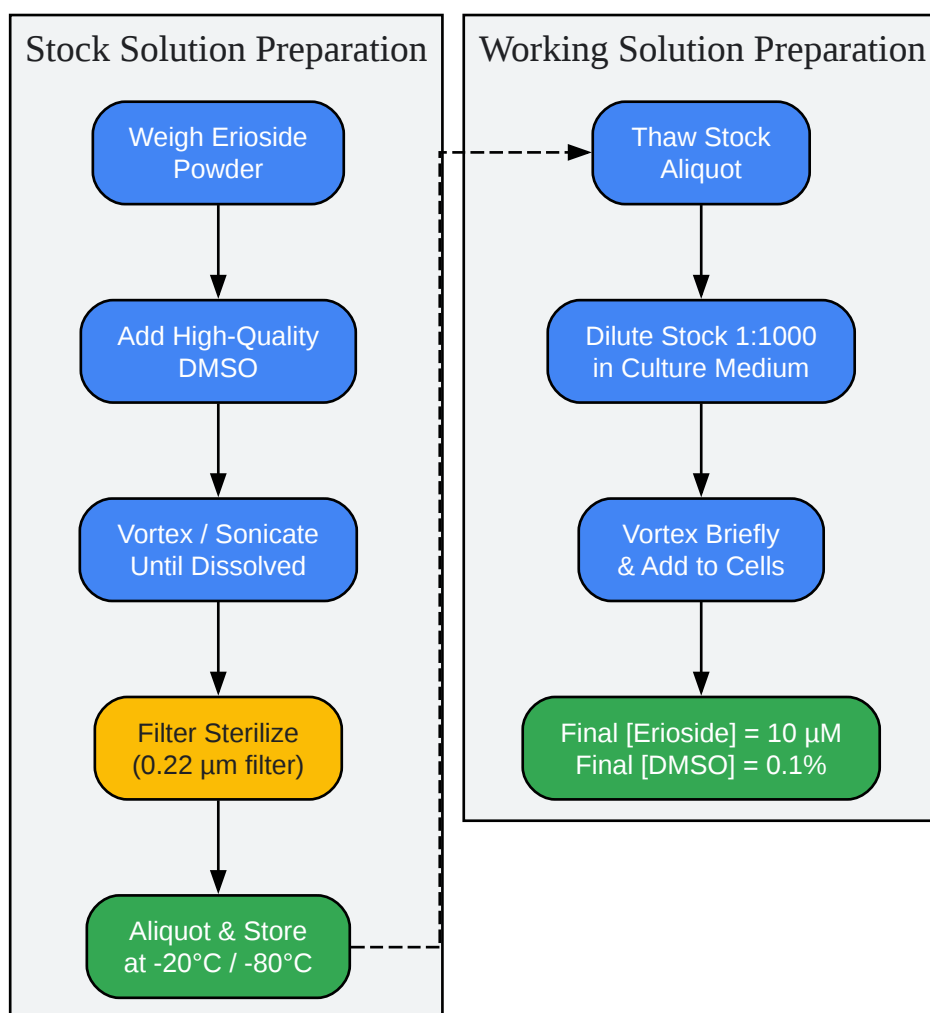 Stock Solution Preparation
Weigh Erioside
Powder
Add High-Quality
DMSO
Vortex / Sonicate
Until Dissolved
Filter Sterilize
(0.22 µm filter)
Aliquot & Store
at -20°C / -80°C
Working Solution Preparation
Thaw Stock
Aliquot
Dilute Stock 1:1000
in Culture Medium
Vortex Briefly
& Add to Cells
Final [Erioside] = 10 µM
Final [DMSO] = 0.1%